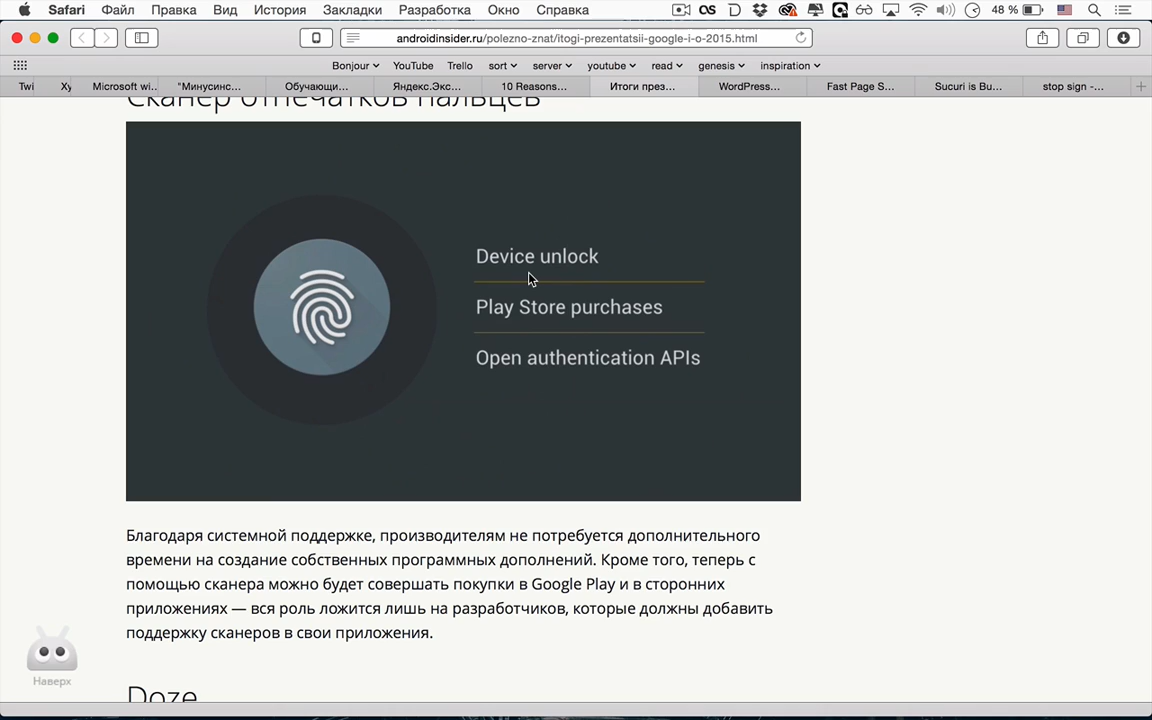 Safari Файл Правка Вид История Закладки Разработка Окно Справка 48 %
androidinsider.ru/polezno-znat/itogi-prezentatsii-google-i-o-2015.html
Bonjour YouTube Trello sort server youtube read genesis inspiration
Twi Ху Microsoft wi... "Минусинс... Обучающи... Яндекс.Экс... 10 Reasons... Итоги през... WordPress... Fast Page S... Sucuri is Bu... stop sign -...
Сканер отпечатков пальцев
Device unlock
Play Store purchases
Open authentication APIs
Благодаря системной поддержке, производителям не потребуется дополнительного
времени на создание собственных программных дополнений. Кроме того, теперь с
помощью сканера можно будет совершать покупки в Google Play и в сторонних
приложениях — вся роль ложится лишь на разработчиков, которые должны добавить
поддержку сканеров в свои приложения.
Наверх
Doze